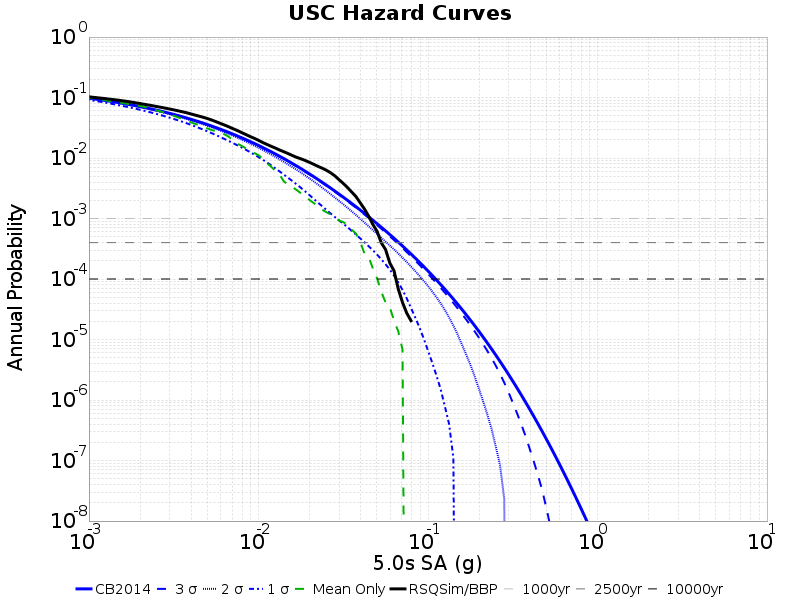 USC Hazard Curves
10^0
10^-1
10^-2
10^-3
10^-4
10^-5
10^-6
10^-7
10^-8
Annual Probability
10^-3 10^-2 10^-1 10^0 10^1
5.0s SA (g)
CB2014 3 σ 2 σ 1 σ Mean Only RSQSim/BBP 1000yr 2500yr 10000yr